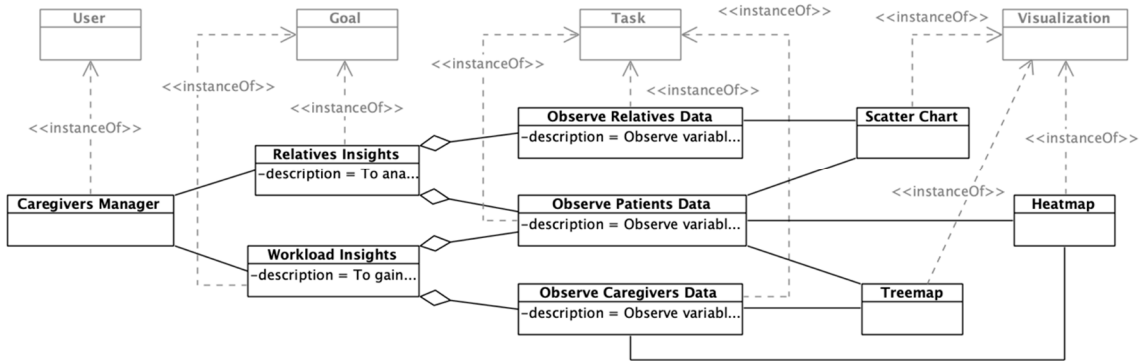 User
Goal
Task
<<instanceOf>>
Visualization
<<instanceOf>>
<<instanceOf>>
<<instanceOf>>
<<instanceOf>>
<<instanceOf>>
<<instanceOf>>
<<instanceOf>>
<<instanceOf>>
Observe Relatives Data
-description = Observe variabl...
Scatter Chart
Relatives Insights
-description = To ana...
<<instanceOf>>
Caregivers Manager
Observe Patients Data
-description = Observe variabl...
Heatmap
Workload Insights
-description = To gain...
Observe Caregivers Data
-description = Observe variabl...
Treemap